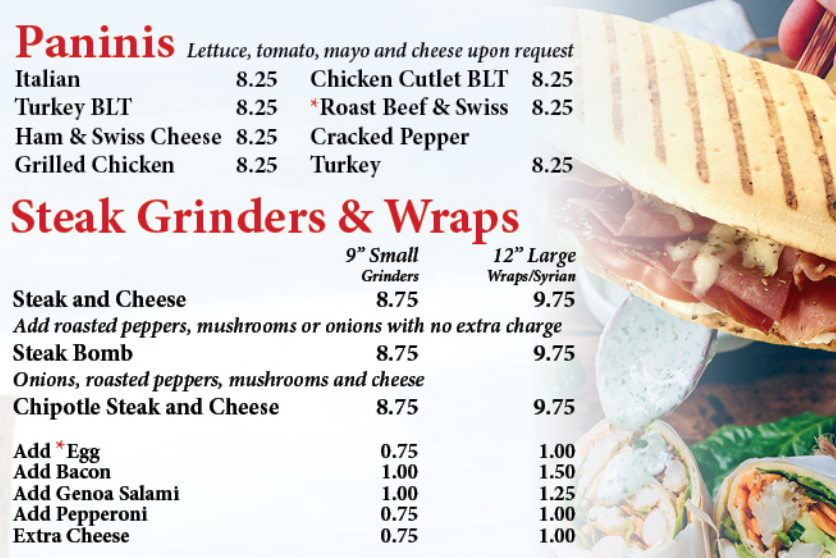 Paninis Lettuce, tomato, mayo and cheese upon request
Italian 8.25 Chicken Cutlet BLT 8.25
Turkey BLT 8.25 *Roast Beef & Swiss 8.25
Ham & Swiss Cheese 8.25 Cracked Pepper
Grilled Chicken 8.25 Turkey 8.25
Steak Grinders & Wraps
9” Small 12” Large
Grinders Wraps/Syrian
Steak and Cheese 8.75 9.75
Add roasted peppers, mushrooms or onions with no extra charge
Steak Bomb 8.75 9.75
Onions, roasted peppers, mushrooms and cheese
Chipotle Steak and Cheese 8.75 9.75
Add *Egg 0.75 1.00
Add Bacon 1.00 1.50
Add Genoa Salami 1.00 1.25
Add Pepperoni 0.75 1.00
Extra Cheese 0.75 1.00